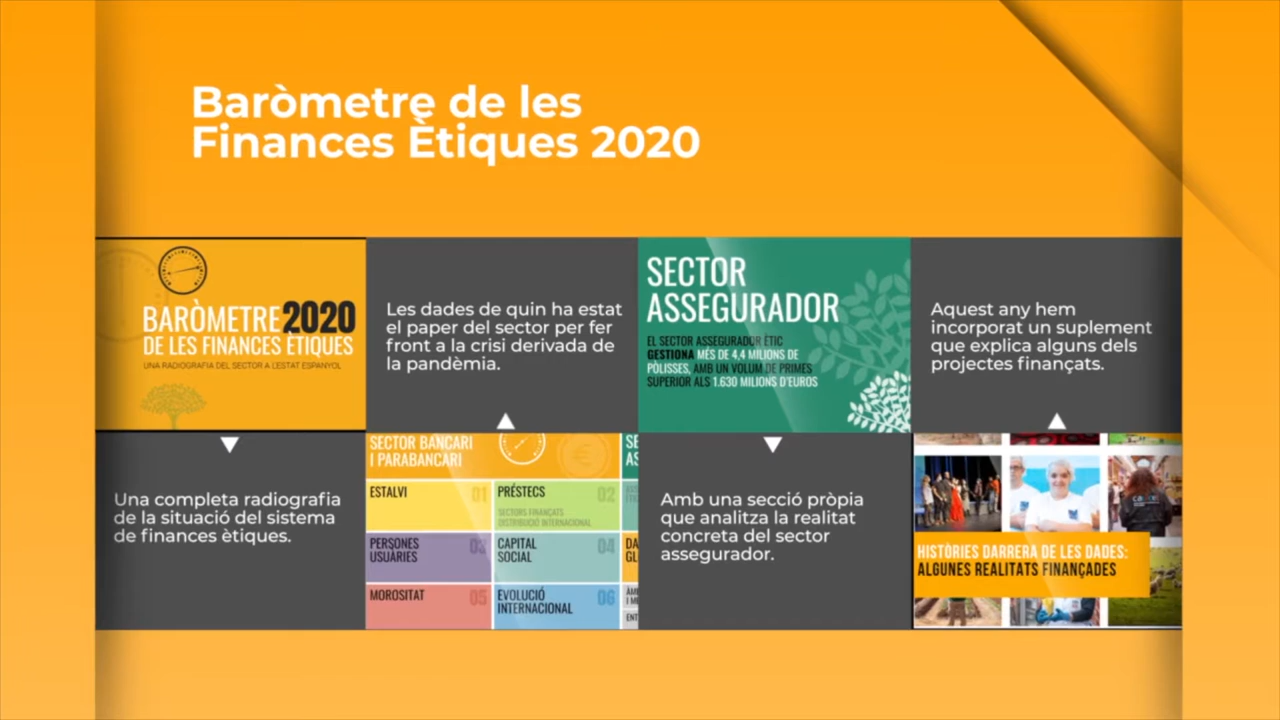 Baròmetre de les
Finances Ètiques 2020
BARÒMETRE 2020
DE LES FINANCES ÈTIQUES
UNA RADIOGRAFIA DEL SECTOR A L'ESTAT ESPANYOL
Una completa radiografia
de la situació del sistema
de finances ètiques.
Les dades de quin ha estat
el paper del sector per fer
front a la crisi derivada de
la pandèmia.
SECTOR BANCARI
I PARABANCARI
ESTALVI 01
PRÉSTECS 02
SECTORS FINANÇATS
DISTRIBUCIÓ INTERNACIONAL
PERSONES
USUÀRIES 03
CAPITAL
SOCIAL 04
MOROSITAT 05
EVOLUCIÓ
INTERNACIONAL 06
SECTOR
ASSEGURADOR
EL SECTOR ASSEGURADOR ÈTIC
GESTIONA MÉS DE 4,4 MILIONS DE
PÒLISSES, AMB UN VOLUM DE PRIMES
SUPERIOR ALS 1.630 MILIONS D'EUROS
Amb una secció pròpia
que analitza la realitat
concreta del sector
assegurador.
Aquest any hem
incorporat un suplement
que explica alguns dels
projectes finançats.
HISTÒRIES DARRERA DE LES DADES:
ALGUNES REALITATS FINANÇADES